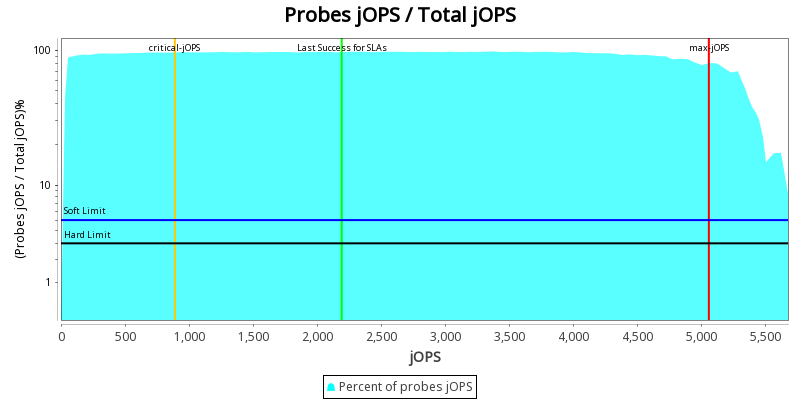 Probes jOPS / Total jOPS
(Probes jOPS / Total jOPS)%
100
10
1
critical-jOPS
Last Success for SLAs
max-jOPS
Soft Limit
Hard Limit
0 500 1,000 1,500 2,000 2,500 3,000 3,500 4,000 4,500 5,000 5,500
jOPS
Percent of probes jOPS